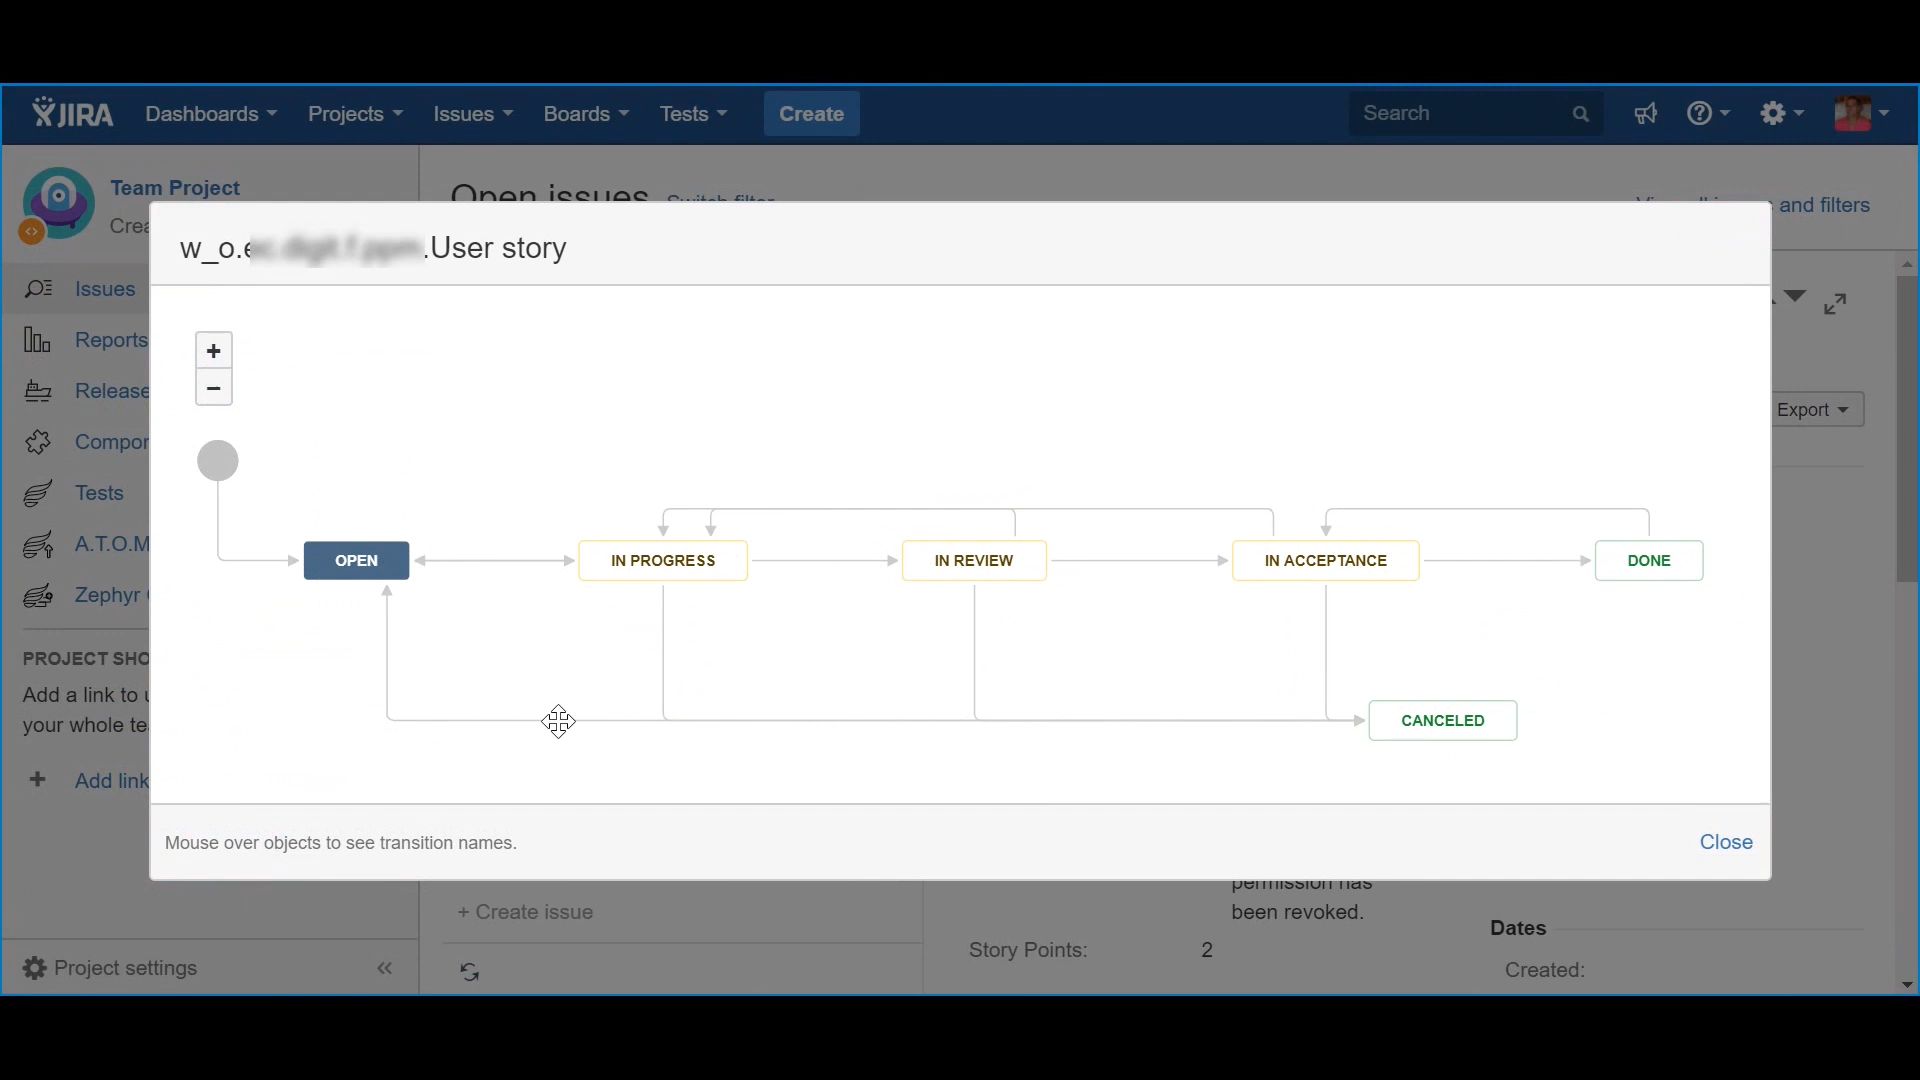 JIRA Dashboards Projects Issues Boards Tests Create Search
Team Project
Open issues Switch filter
and filters
w_o.e .User story
Issues
Reports
Export
Tests
A.T.O.M
Zephyr
OPEN IN PROGRESS IN REVIEW IN ACCEPTANCE DONE
PROJECT SHO
Add a link to
your whole te
CANCELED
Add link
Mouse over objects to see transition names. Close
permission has
+ Create issue
been revoked.
Dates
Story Points: 2
Project settings
Created: